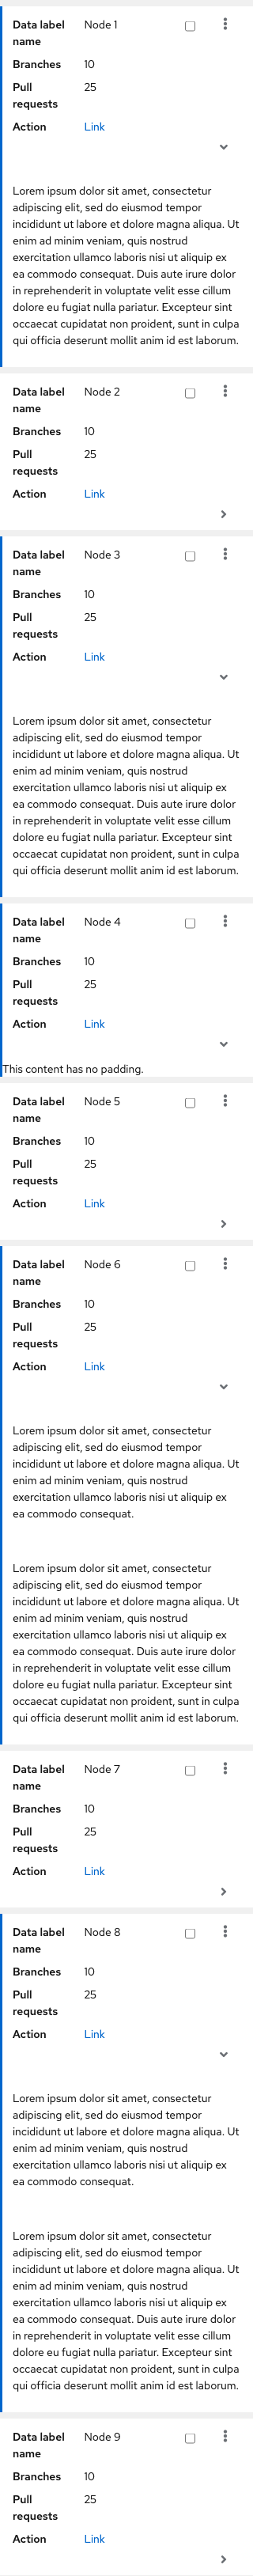 Data label name Node 1
Branches 10
Pull requests 25
Action Link
Lorem ipsum dolor sit amet, consectetur
adipiscing elit, sed do eiusmod tempor
incididunt ut labore et dolore magna aliqua. Ut
enim ad minim veniam, quis nostrud
exercitation ullamco laboris nisi ut aliquip ex
ea commodo consequat. Duis aute irure dolor
in reprehenderit in voluptate velit esse cillum
dolore eu fugiat nulla pariatur. Excepteur sint
occaecat cupidatat non proident, sunt in culpa
qui officia deserunt mollit anim id est laborum.
Data label name Node 2
Branches 10
Pull requests 25
Action Link
Data label name Node 3
Branches 10
Pull requests 25
Action Link
Lorem ipsum dolor sit amet, consectetur
adipiscing elit, sed do eiusmod tempor
incididunt ut labore et dolore magna aliqua. Ut
enim ad minim veniam, quis nostrud
exercitation ullamco laboris nisi ut aliquip ex
ea commodo consequat. Duis aute irure dolor
in reprehenderit in voluptate velit esse cillum
dolore eu fugiat nulla pariatur. Excepteur sint
occaecat cupidatat non proident, sunt in culpa
qui officia deserunt mollit anim id est laborum.
Data label name Node 4
Branches 10
Pull requests 25
Action Link
This content has no padding.
Data label name Node 5
Branches 10
Pull requests 25
Action Link
Data label name Node 6
Branches 10
Pull requests 25
Action Link
Lorem ipsum dolor sit amet, consectetur
adipiscing elit, sed do eiusmod tempor
incididunt ut labore et dolore magna aliqua. Ut
enim ad minim veniam, quis nostrud
exercitation ullamco laboris nisi ut aliquip ex
ea commodo consequat.
Lorem ipsum dolor sit amet, consectetur
adipiscing elit, sed do eiusmod tempor
incididunt ut labore et dolore magna aliqua. Ut
enim ad minim veniam, quis nostrud
exercitation ullamco laboris nisi ut aliquip ex
ea commodo consequat. Duis aute irure dolor
in reprehenderit in voluptate velit esse cillum
dolore eu fugiat nulla pariatur. Excepteur sint
occaecat cupidatat non proident, sunt in culpa
qui officia deserunt mollit anim id est laborum.
Data label name Node 7
Branches 10
Pull requests 25
Action Link
Data label name Node 8
Branches 10
Pull requests 25
Action Link
Lorem ipsum dolor sit amet, consectetur
adipiscing elit, sed do eiusmod tempor
incididunt ut labore et dolore magna aliqua. Ut
enim ad minim veniam, quis nostrud
exercitation ullamco laboris nisi ut aliquip ex
ea commodo consequat.
Lorem ipsum dolor sit amet, consectetur
adipiscing elit, sed do eiusmod tempor
incididunt ut labore et dolore magna aliqua. Ut
enim ad minim veniam, quis nostrud
exercitation ullamco laboris nisi ut aliquip ex
ea commodo consequat. Duis aute irure dolor
in reprehenderit in voluptate velit esse cillum
dolore eu fugiat nulla pariatur. Excepteur sint
occaecat cupidatat non proident, sunt in culpa
qui officia deserunt mollit anim id est laborum.
Data label name Node 9
Branches 10
Pull requests 25
Action Link